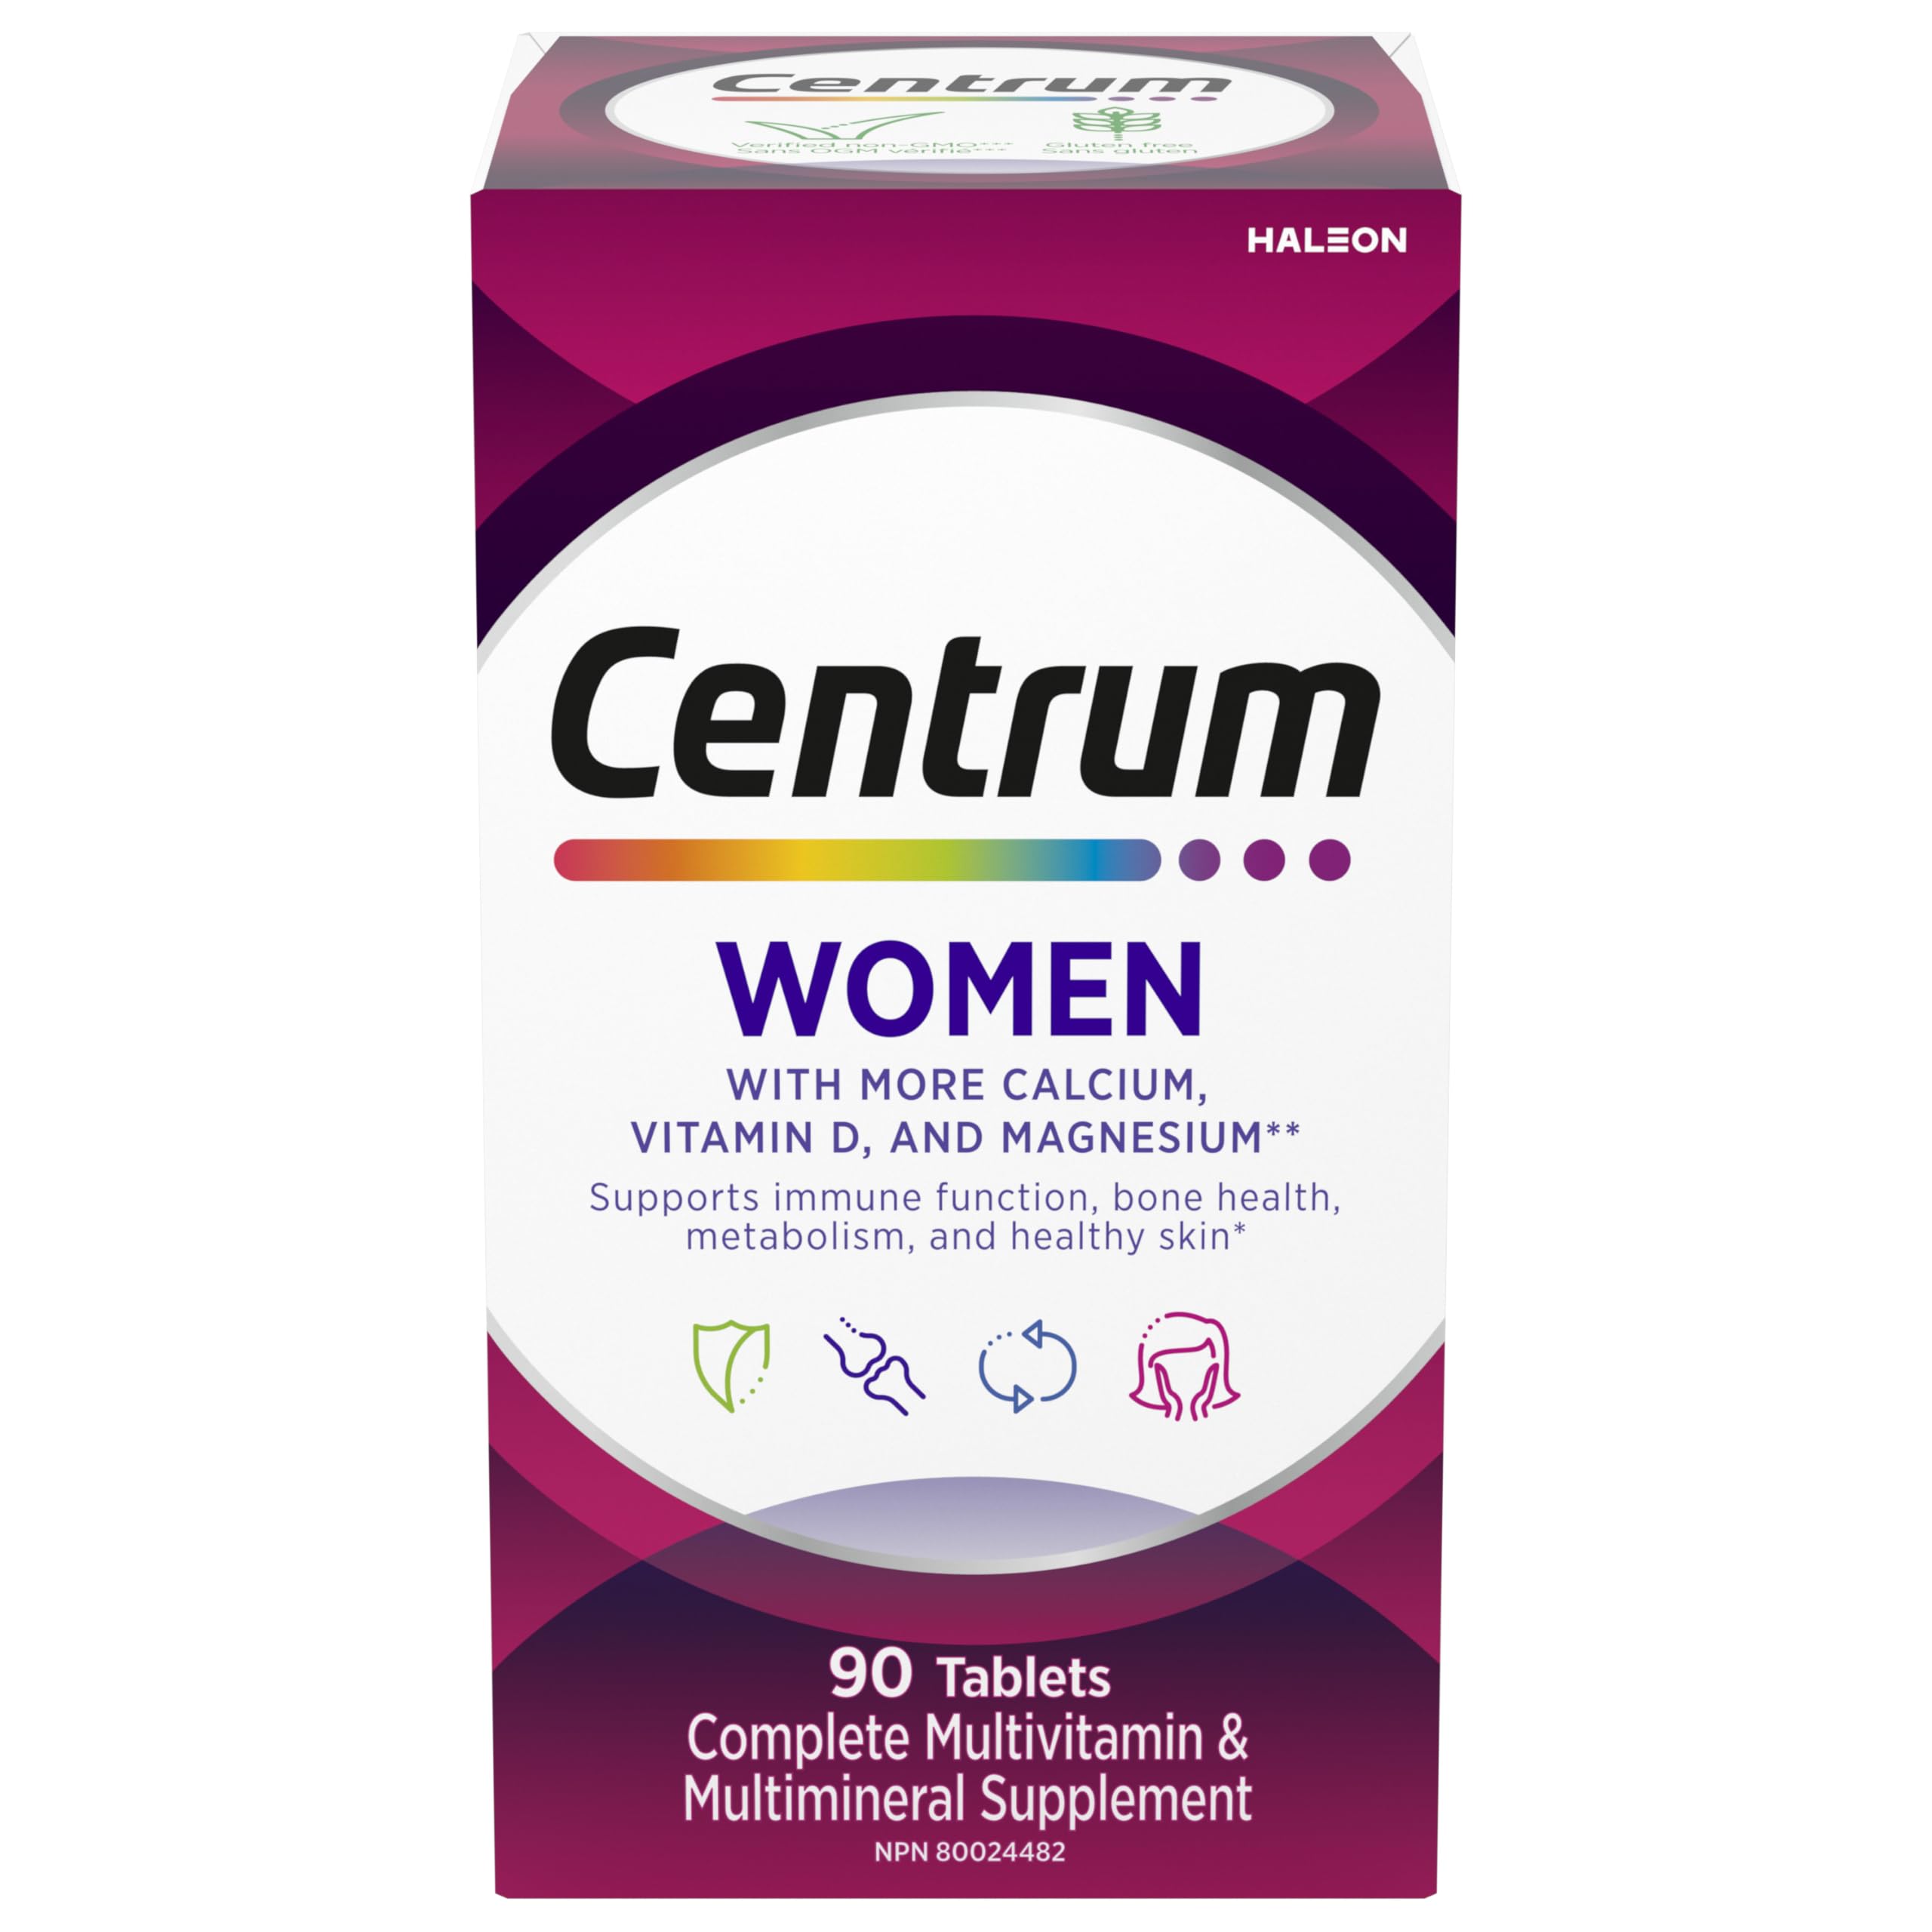 Centrum
Verified non-GMO***
Sans OGM vérifié***
Gluten free
Sans gluten
HALEON
Centrum
WOMEN
WITH MORE CALCIUM,
VITAMIN D, AND MAGNESIUM**
Supports immune function, bone health,
metabolism, and healthy skin*
90 Tablets
Complete Multivitamin &
Multimineral Supplement
NPN 80024482